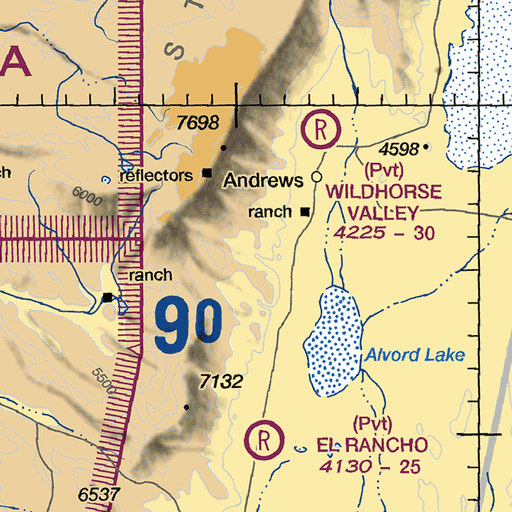 S T
A
7698
R
4598
(Pvt)
reflectors
Andrews
WILDHORSE
VALLEY
4225 - 30
6000
ranch
ranch
90
Alvord Lake
5500
7132
(Pvt)
R
EL RANCHO
4130 - 25
6537